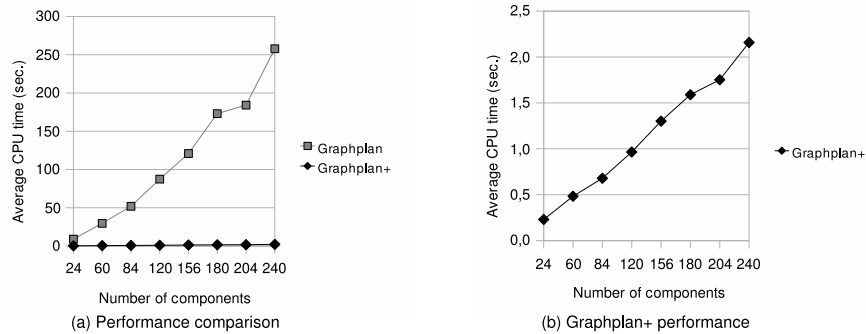 300
250
200
150
100
50
0
Average CPU time (sec.)
24 60 84 120 156 180 204 240
Number of components
Graphplan
Graphplan+
(a) Performance comparison
2,5
2,0
1,5
1,0
0,5
0,0
Average CPU time (sec.)
24 60 84 120 156 180 204 240
Number of components
Graphplan+
(b) Graphplan+ performance